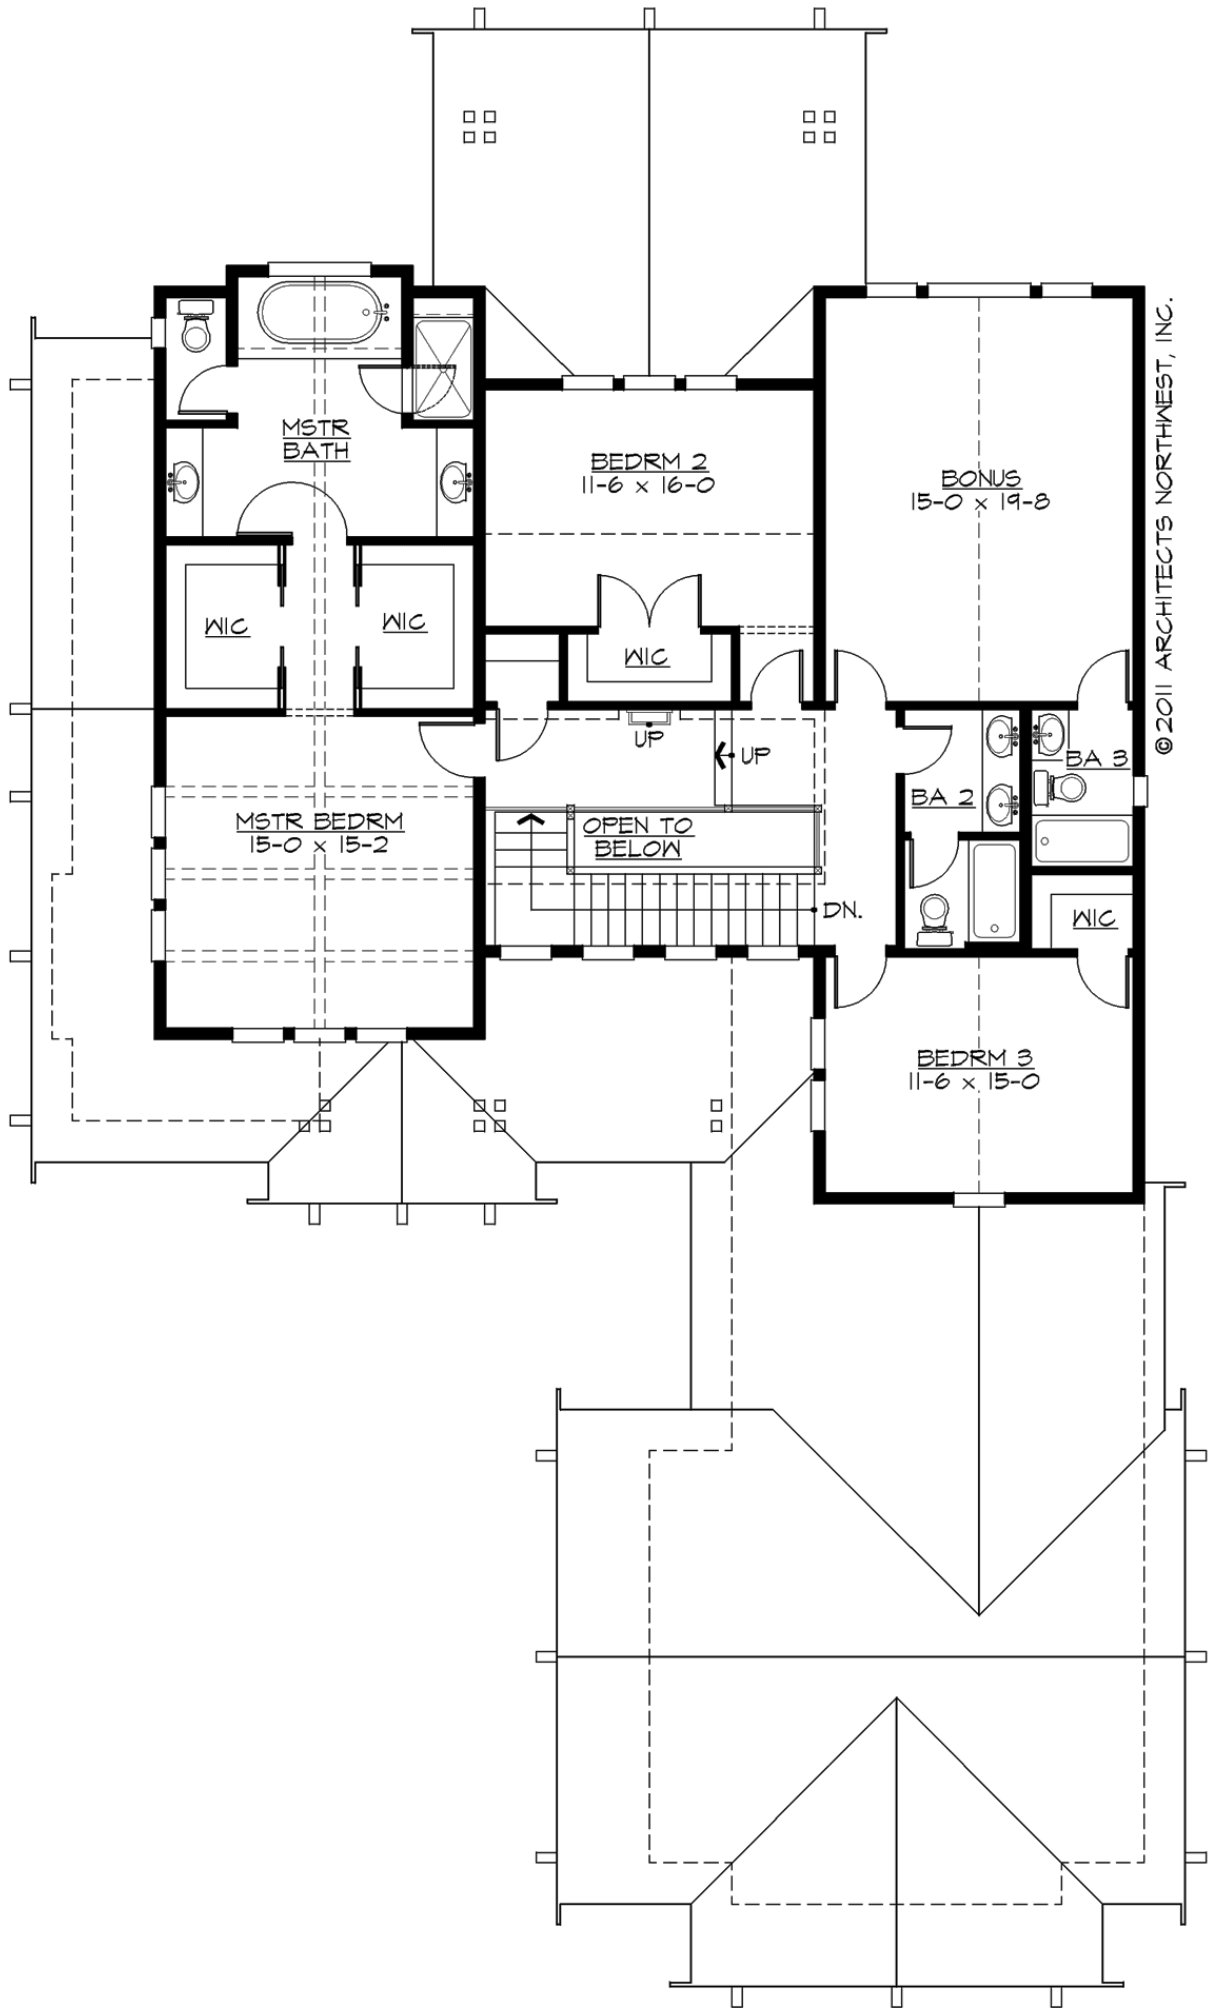 MSTR
BATH
BEDRM 2
11-6 x 16-0
BONUS
15-0 x 19-8
WIC
WIC
WIC
UP
UP
BA 3
BA 2
MSTR BEDRM
15-0 x 15-2
OPEN TO
BELOW
DN.
WIC
BEDRM 3
11-6 x 15-0
©2011 ARCHITECTS NORTHWEST, INC.